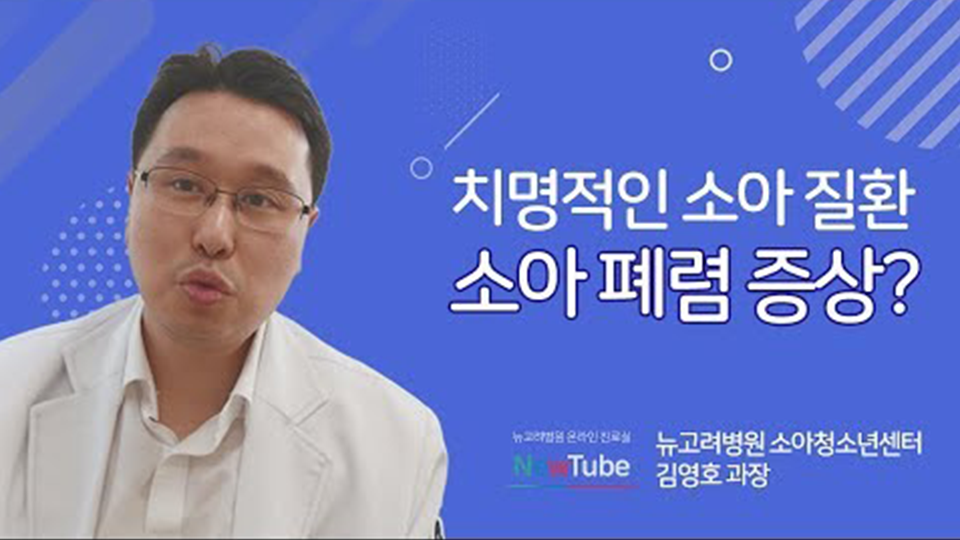 치명적인 소아 질환
소아 폐렴 증상?
뉴고려병원 온라인 진료실
NewTube
뉴고려병원 소아청소년센터
김영호 과장